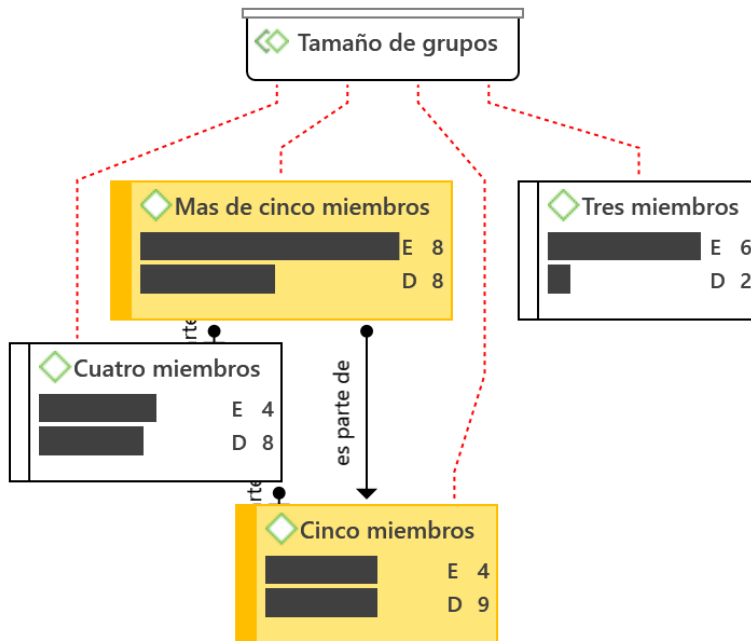 Tamaño de grupos
Mas de cinco miembros
E 8
D 8
Tres miembros
E 6
D 2
Cuatro miembros
E 4
D 8
es parte de
Cinco miembros
E 4
D 9